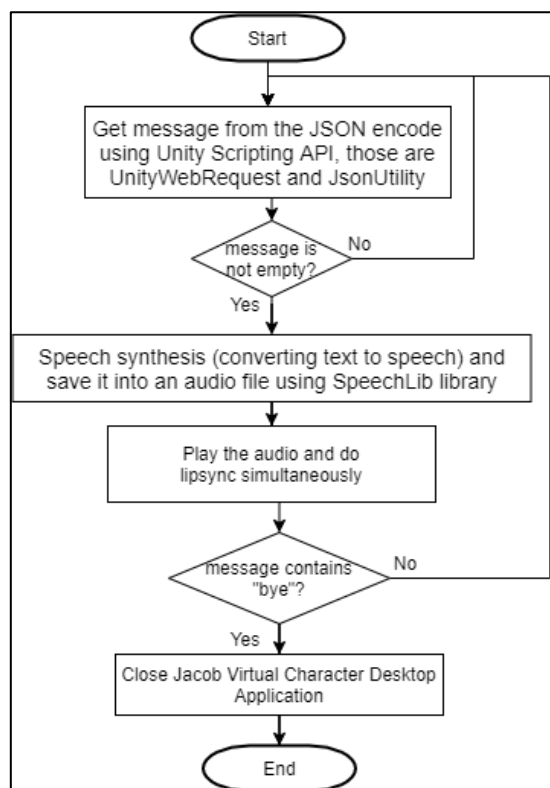 Start
Get message from the JSON encode
using Unity Scripting API, those are
UnityWebRequest and JsonUtility
message is
not empty?
No
Yes
Speech synthesis (converting text to speech) and
save it into an audio file using SpeechLib library
Play the audio and do
lipsync simultaneously
message contains
"bye"?
No
Yes
Close Jacob Virtual Character Desktop
Application
End